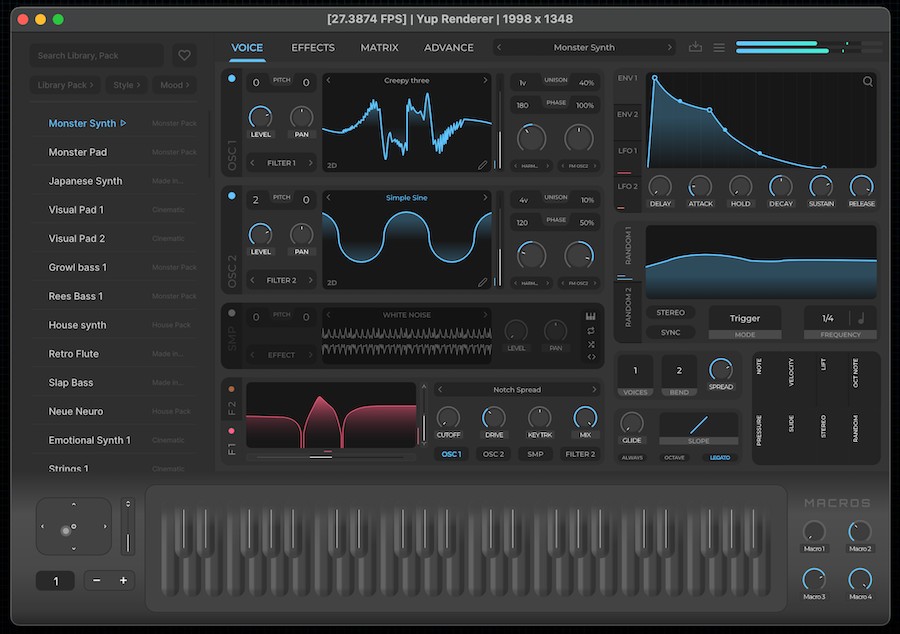 [27.3874 FPS] | Yup Renderer | 1998 x 1348
Search Library, Pack
Library Pack > Style > Mood >
Monster Synth Monster Pack
Monster Pad Monster Pack
Japanese Synth Made in...
Visual Pad 1 Cinematic
Visual Pad 2 Cinematic
Growl bass 1 Monster Pack
Rees Bass 1 Monster Pack
House synth House Pack
Retro Flute Made in...
Slap Bass Made in...
Neue Neuro House Pack
Emotional Synth 1 Cinematic
Strings 1 Cinematic
VOICE EFFECTS MATRIX ADVANCE
< Monster Synth >
OSC 1
0 PITCH 0
LEVEL PAN
< FILTER 1 >
< Creepy three >
2D
1v UNISON 40%
180 PHASE 100%
< HARM... > < FM OSC2 >
OSC 2
2 PITCH 0
LEVEL PAN
< FILTER 2 >
< Simple Sine >
2D
4v UNISON 10%
120 PHASE 50%
< HARM... > < FM OSC2 >
SMP
0 PITCH 0
< EFFECT >
< WHITE NOISE >
LEVEL PAN
F 2
F 1
< Notch Spread >
CUTOFF DRIVE KEYTRK MIX
OSC 1 OSC 2 SMP FILTER 2
ENV 1
ENV 2
LFO 1
LFO 2
DELAY ATTACK HOLD DECAY SUSTAIN RELEASE
RANDOM 1
RANDOM 2
STEREO
SYNC
Trigger
MODE
1/4
FREQUENCY
1
VOICES
2
BEND
SPREAD
GLIDE
SLOPE
ALWAYS OCTAVE LEGATO
NOTE VELOCITY LIFT OCT NOTE
PRESSURE SLIDE STEREO RANDOM
1 − +
MACROS
Macro 1 Macro 2
Macro 3 Macro 4